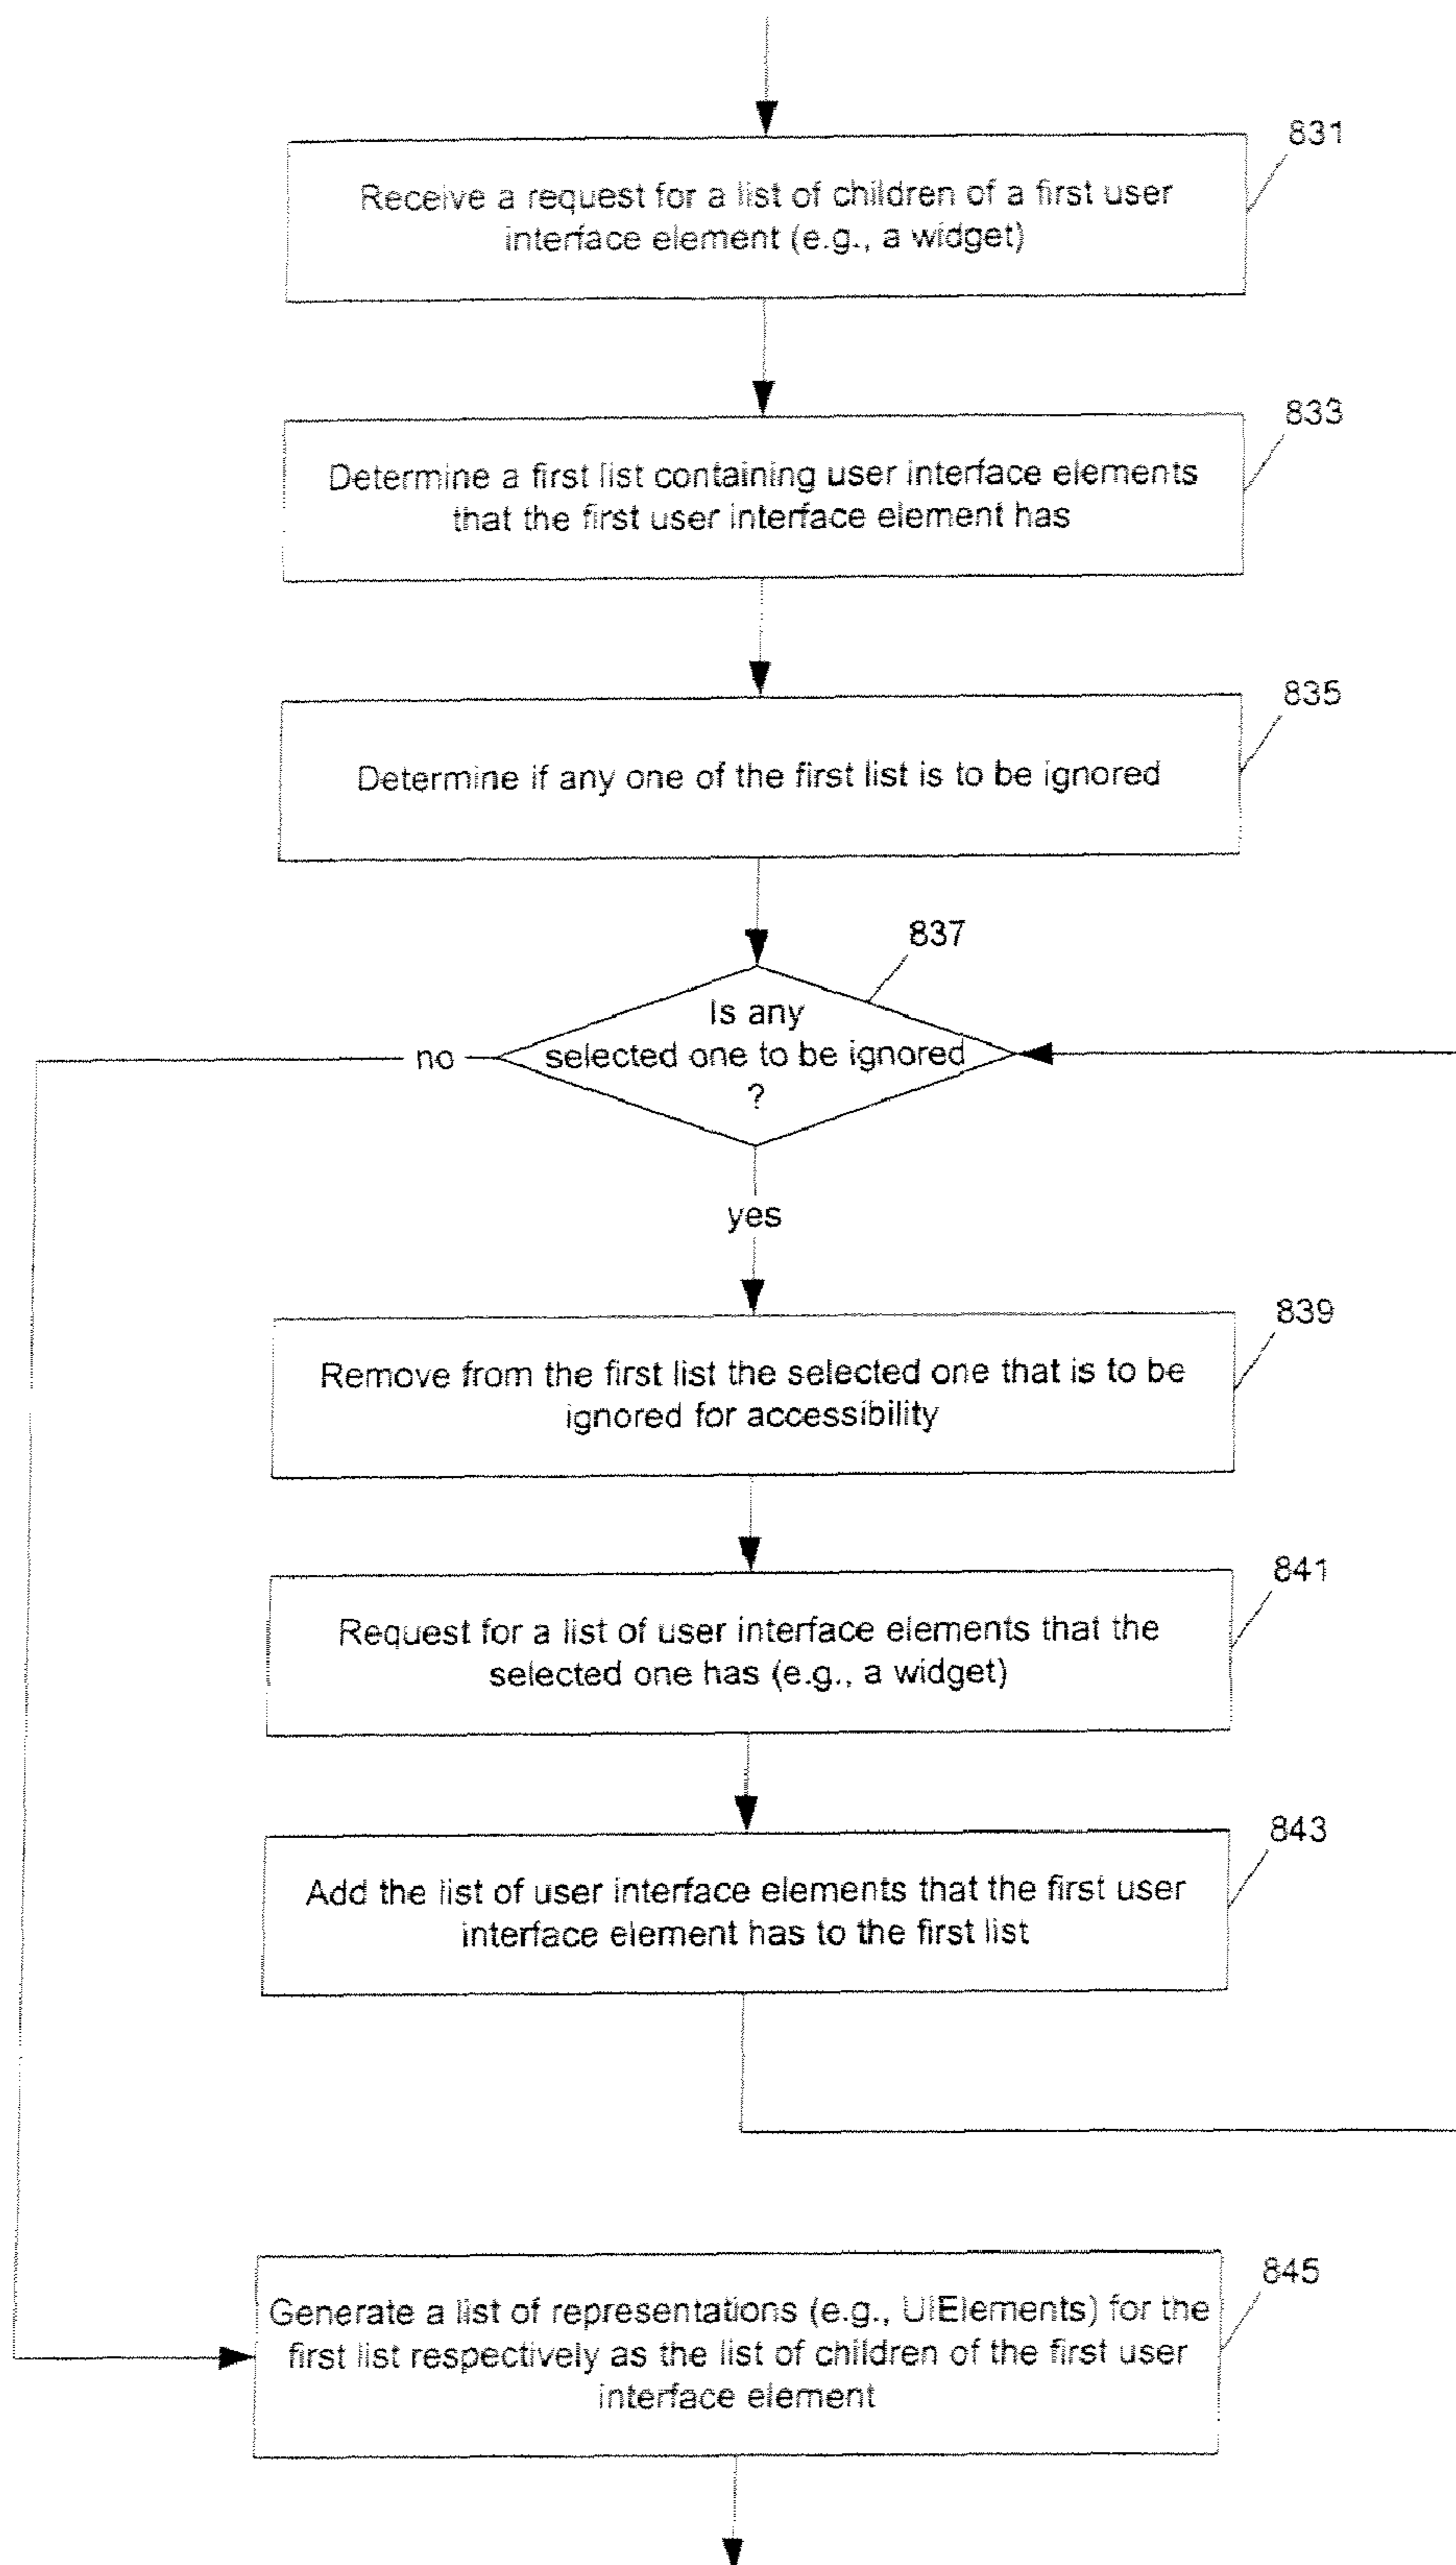 831
Receive a request for a list of children of a first user
interface element (e.g., a widget)
833
Determine a first list containing user interface elements
that the first user interface element has
835
Determine if any one of the first list is to be ignored
837
Is any
selected one to be ignored
?
no
yes
839
Remove from the first list the selected one that is to be
ignored for accessibility
841
Request for a list of user interface elements that the
selected one has (e.g., a widget)
843
Add the list of user interface elements that the first user
interface element has to the first list
845
Generate a list of representations (e.g., UIElements) for the
first list respectively as the list of children of the first user
interface element